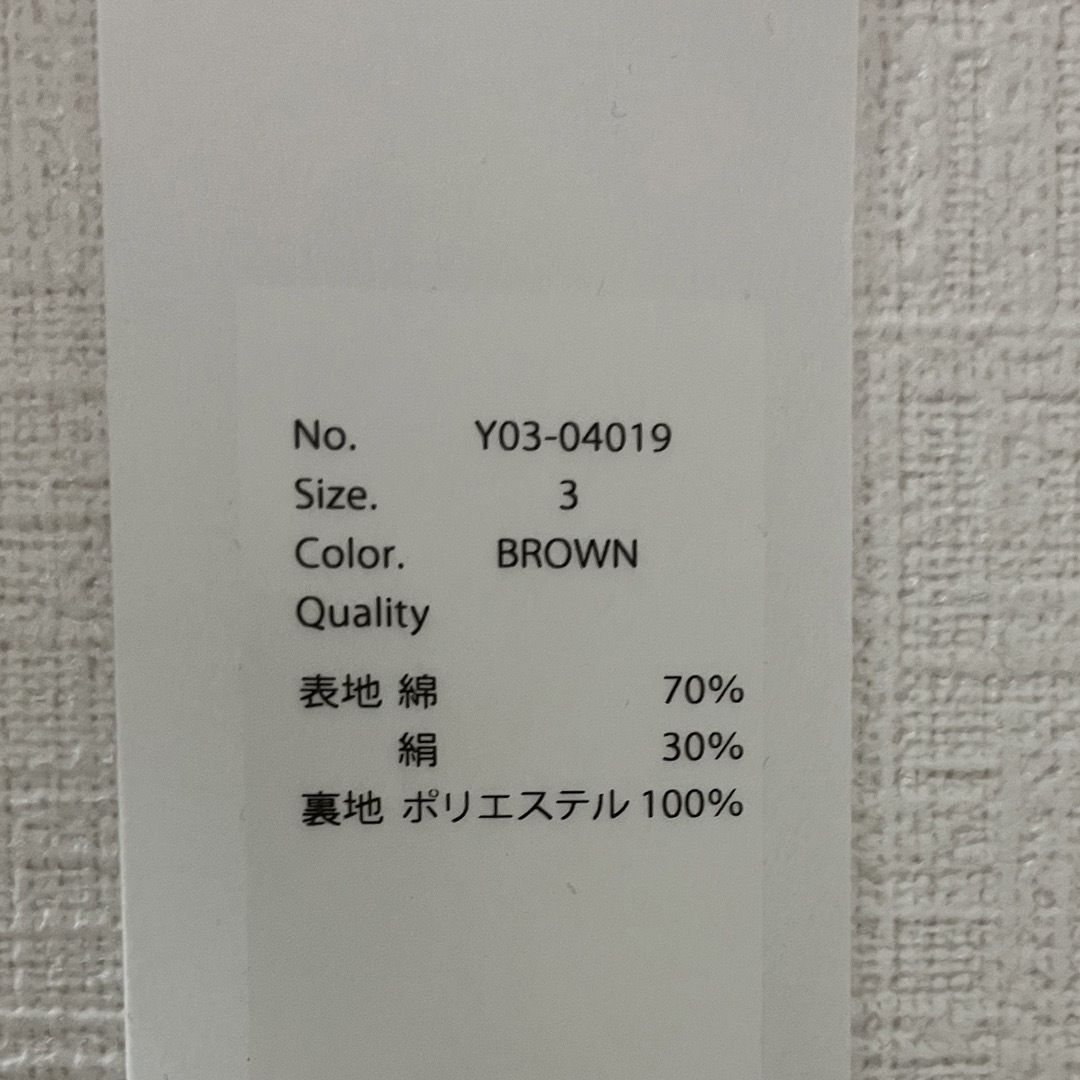 No. Y03-04019
Size. 3
Color. BROWN
Quality
表地 綿 70%
絹 30%
裏地 ポリエステル 100%